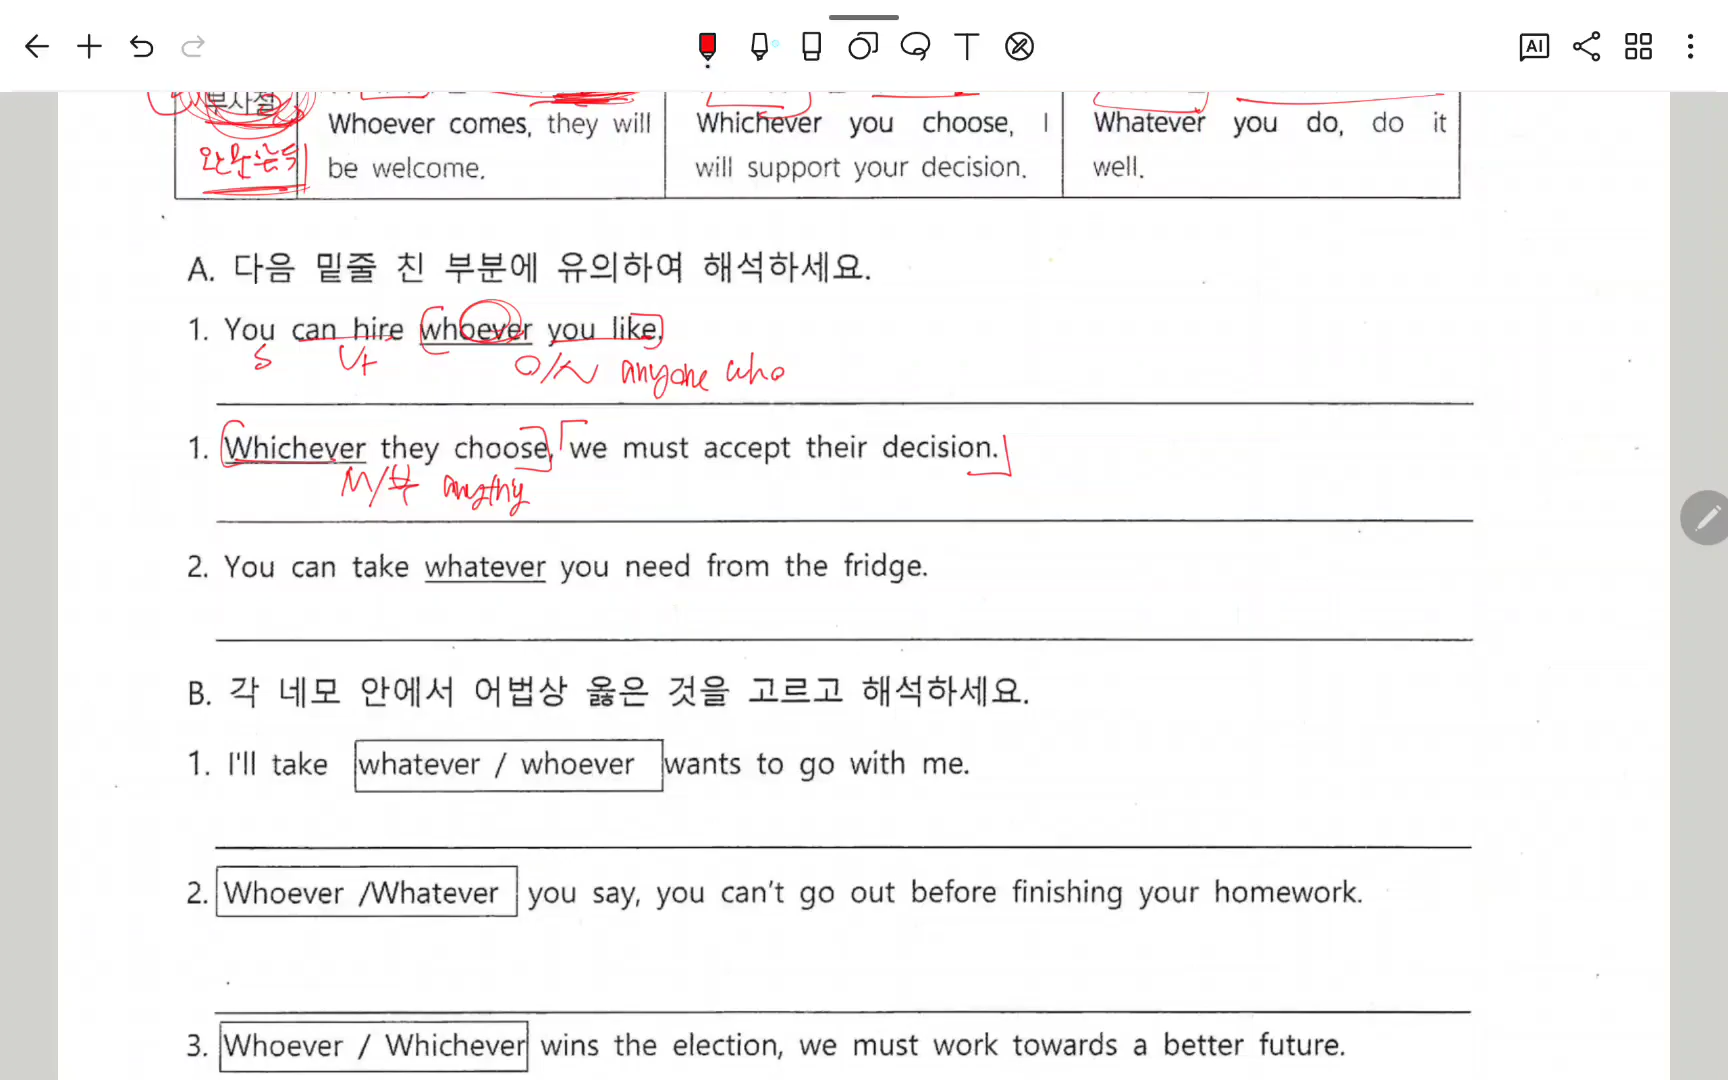 AI
부사절
Whoever comes, they will be welcome.
Whichever you choose, I will support your decision.
Whatever you do, do it well.
A. 다음 밑줄 친 부분에 유의하여 해석하세요.
1. You can hire whoever you like.
S
O/
anyone who
1. Whichever they choose, we must accept their decision.
M/부
2. You can take whatever you need from the fridge.
B. 각 네모 안에서 어법상 옳은 것을 고르고 해석하세요.
1. I'll take whatever / whoever wants to go with me.
2. Whoever /Whatever you say, you can't go out before finishing your homework.
3. Whoever / Whichever wins the election, we must work towards a better future.